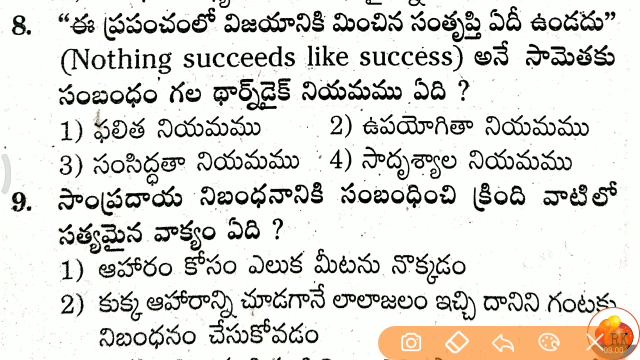 8. “ఈ ప్రపంచంలో విజయానికి మించిన సంతృప్తి ఏదీ ఉండదు”
(Nothing succeeds like success) అనే సామెతకు
సంబంధం గల థార్న్‌డైక్ నియమము ఏది ?
1) ఫలిత నియమము 2) ఉపయోగితా నియమము
3) సంసిద్ధతా నియమము 4) సాదృశ్యాల నియమము
9. సాంప్రదాయ నిబంధనానికి సంబంధించి క్రింది వాటిలో
సత్యమైన వాక్యం ఏది ?
1) ఆహారం కోసం ఎలుక మీటను నొక్కడం
2) కుక్క ఆహారాన్ని చూడగానే లాలాజలం ఇచ్చి దానిని గంటకు
నిబంధనం చేసుకోవడం
RK